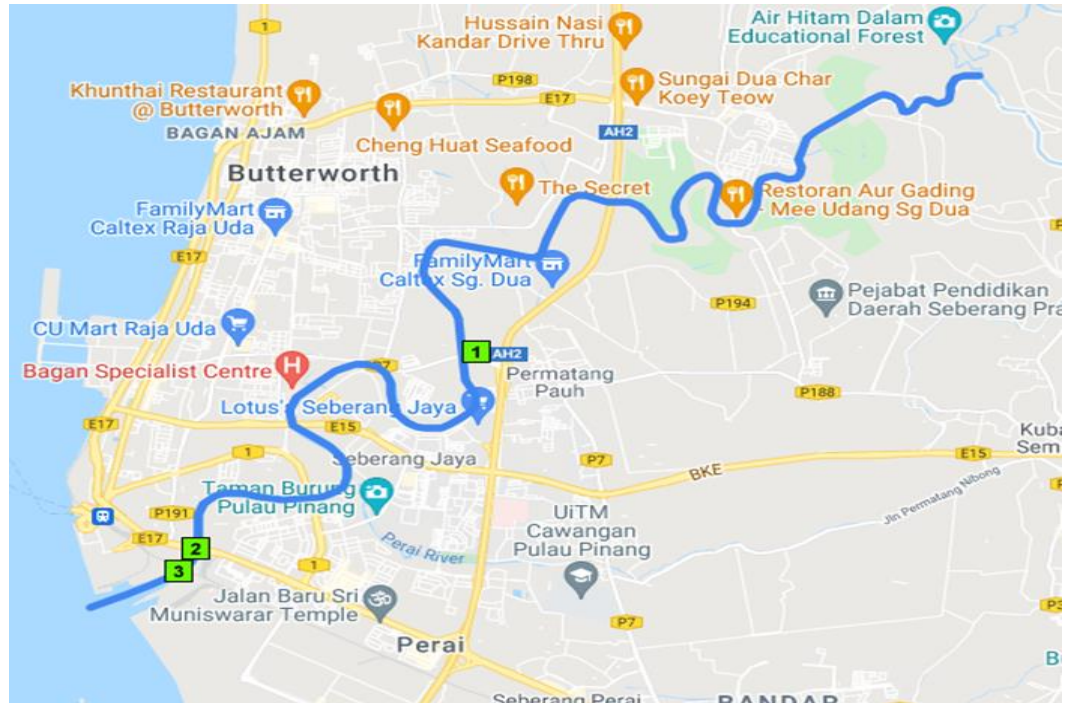 Air Hitam Dalam
Educational Forest
Hussain Nasi
Kandar Drive Thru
1
P198
E17
Sungai Dua Char
Koey Teow
Khunthai Restaurant
@ Butterworth
BAGAN AJAM
AH2
Cheng Huat Seafood
Butterworth
The Secret
Restoran Aur Gading
- Mee Udang Sg Dua
FamilyMart
Caltex Raja Uda
E17
FamilyMart
Caltex Sg. Dua
P194
Pejabat Pendidikan
Daerah Seberang Pra
CU Mart Raja Uda
1
AH2
Bagan Specialist Centre
H
P7
Permatang
Pauh
P188
Lotus's Seberang Jaya
E17
E15
Kuba
Sem
1
Seberang Jaya
P7
BKE
E15
Taman Burung
Pulau Pinang
Jln Permatang Nibong
P191
UiTM
Cawangan
Pulau Pinang
E17
2
Perai River
3
1
Jalan Baru Sri
Muniswarar Temple
P7
Perai
Seberang Perai
BANDAR